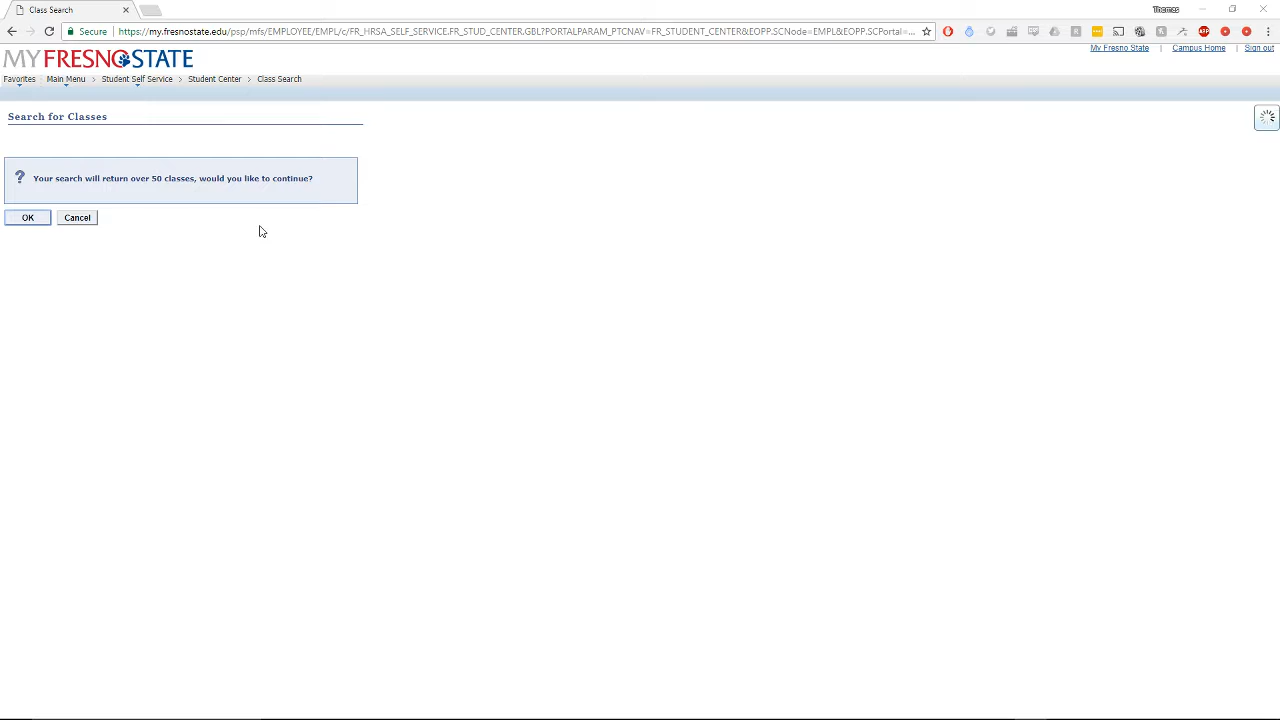 Class Search
Thomas
Secure https://my.fresnostate.edu/psp/mfs/EMPLOYEE/EMPL/c/FR_HRSA_SELF_SERVICE.FR_STUD_CENTER.GBL?PORTALPARAM_PTCNAV=FR_STUDENT_CENTER&EOPP.SCNode=EMPL&EOPP.SCPortal=...
MY FRESNO STATE
My Fresno State | Campus Home | Sign out
Favorites Main Menu > Student Self Service > Student Center > Class Search
Search for Classes
? Your search will return over 50 classes, would you like to continue?
OK Cancel